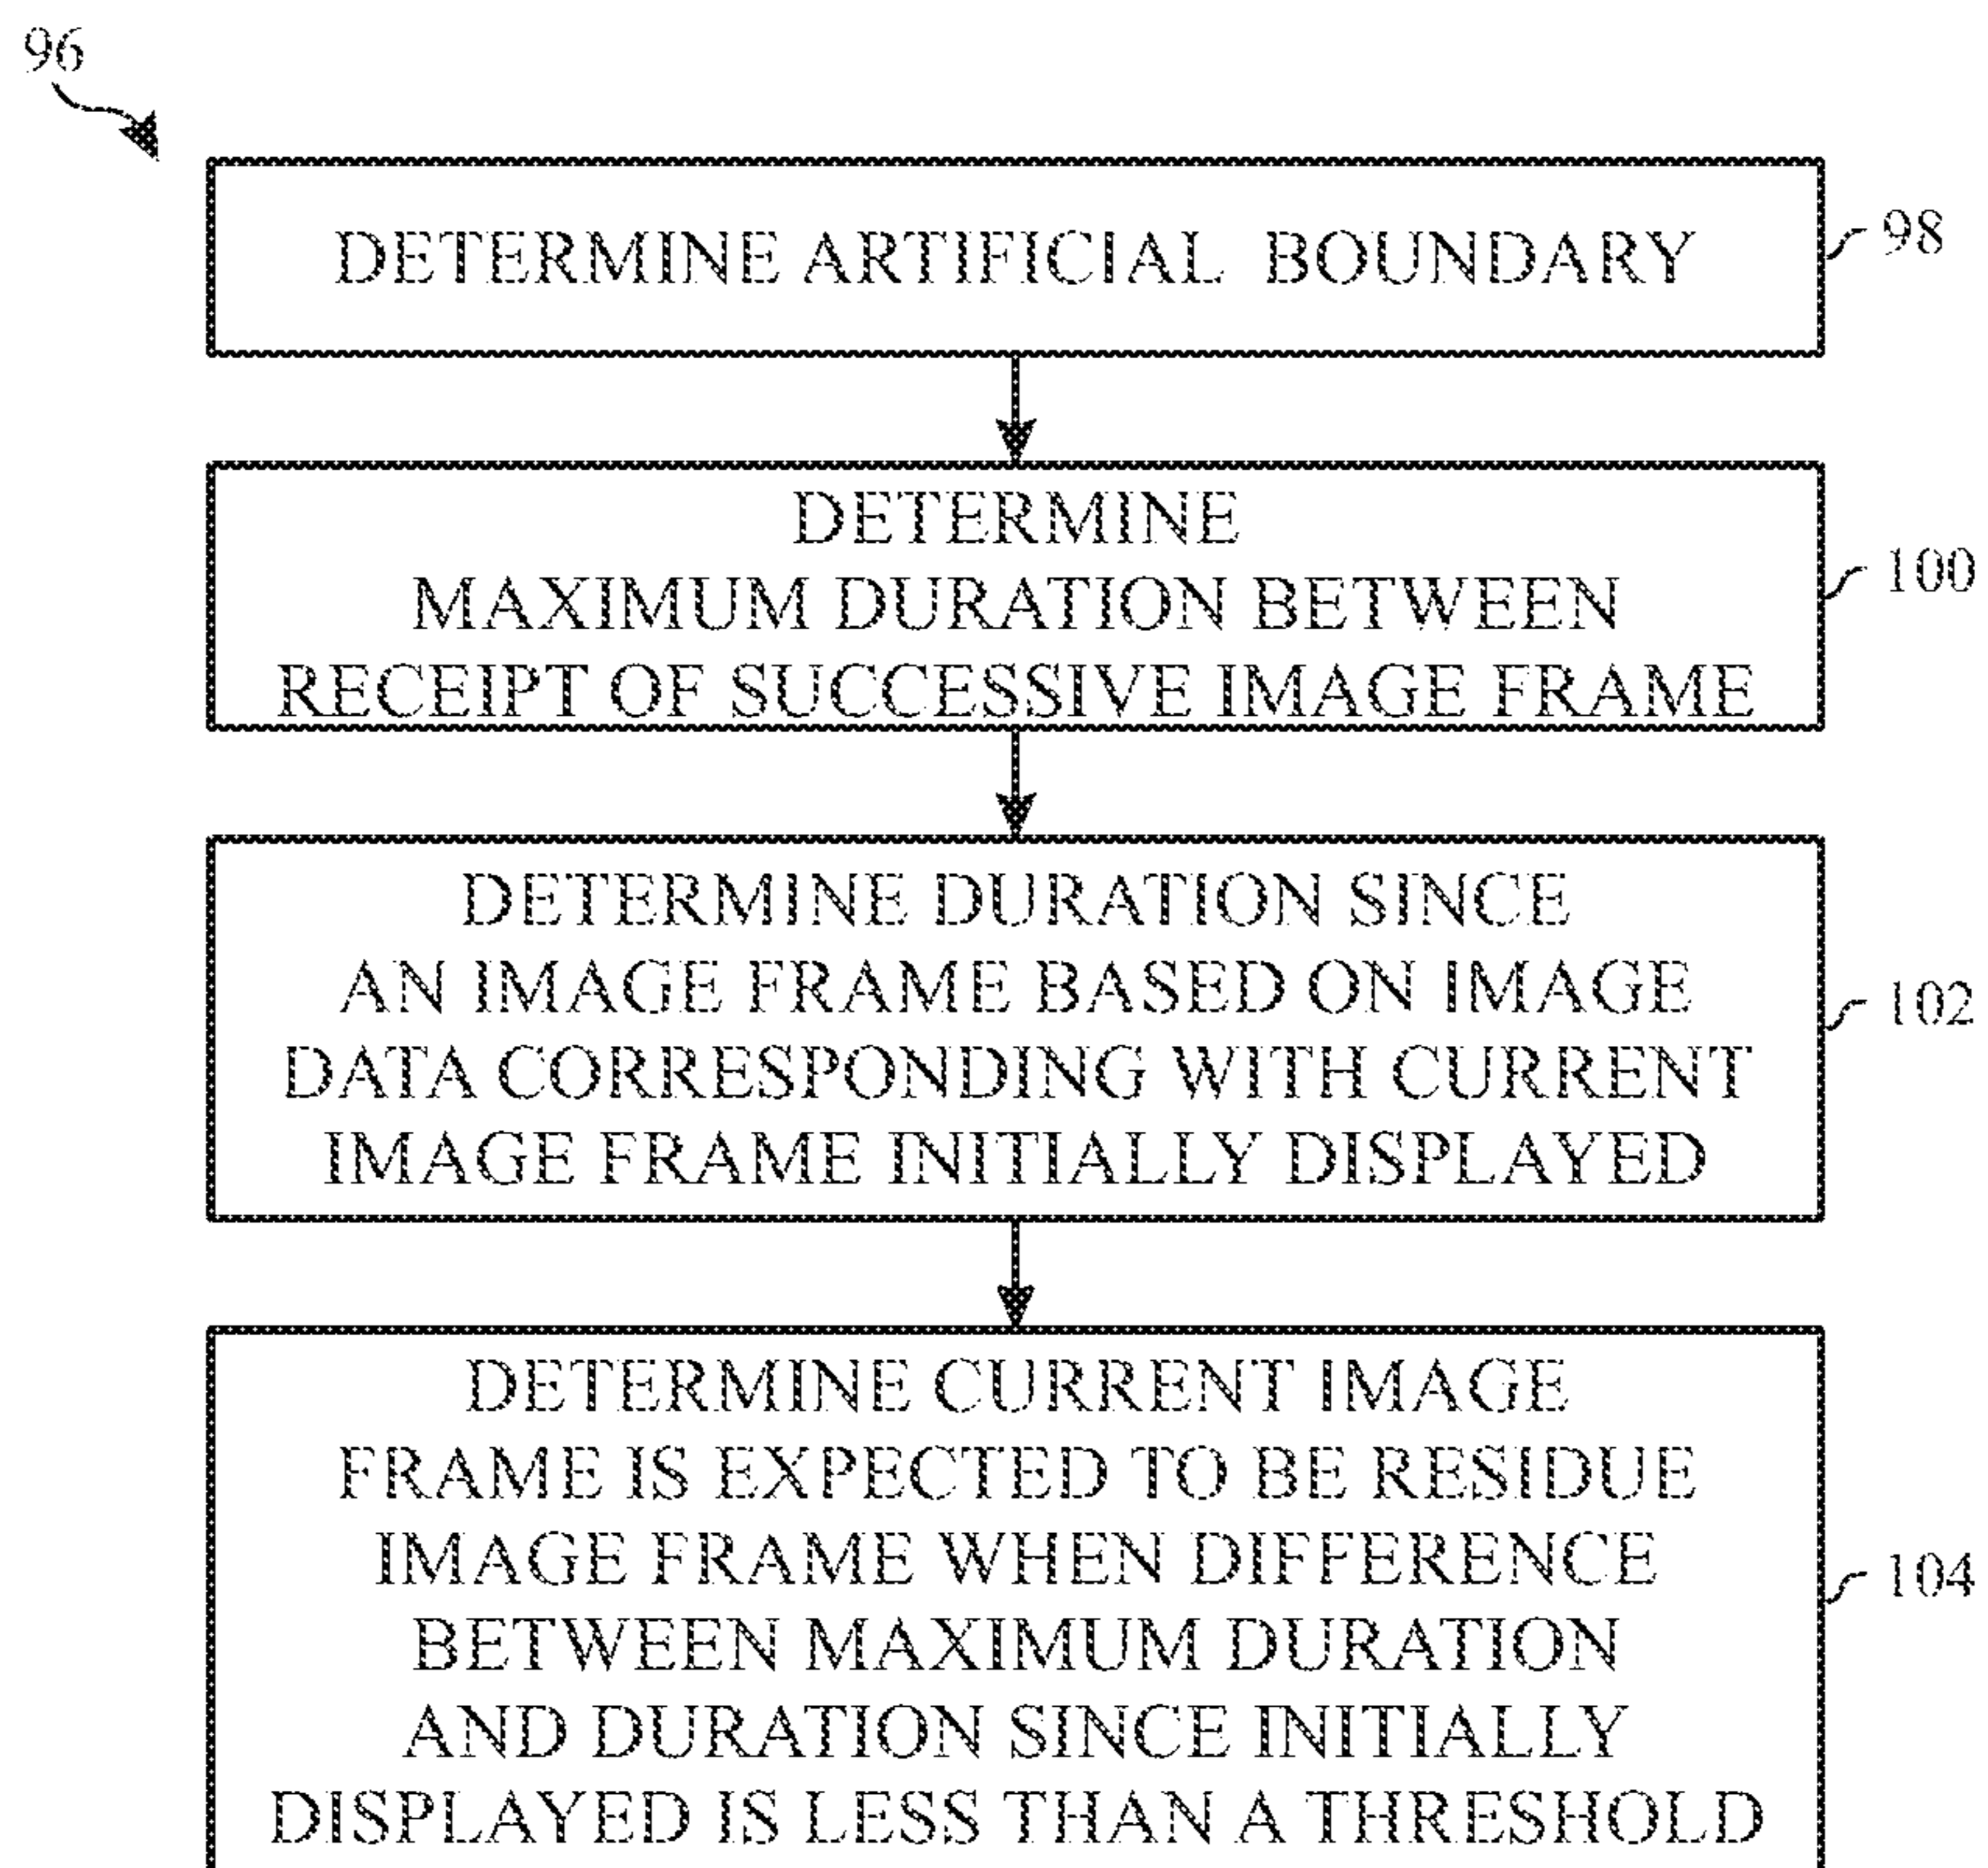 96
DETERMINE ARTIFICIAL BOUNDARY
98
DETERMINE
MAXIMUM DURATION BETWEEN
RECEIPT OF SUCCESSIVE IMAGE FRAME
100
DETERMINE DURATION SINCE
AN IMAGE FRAME BASED ON IMAGE
DATA CORRESPONDING WITH CURRENT
IMAGE FRAME INITIALLY DISPLAYED
102
DETERMINE CURRENT IMAGE
FRAME IS EXPECTED TO BE RESIDUE
IMAGE FRAME WHEN DIFFERENCE
BETWEEN MAXIMUM DURATION
AND DURATION SINCE INITIALLY
DISPLAYED IS LESS THAN A THRESHOLD
104